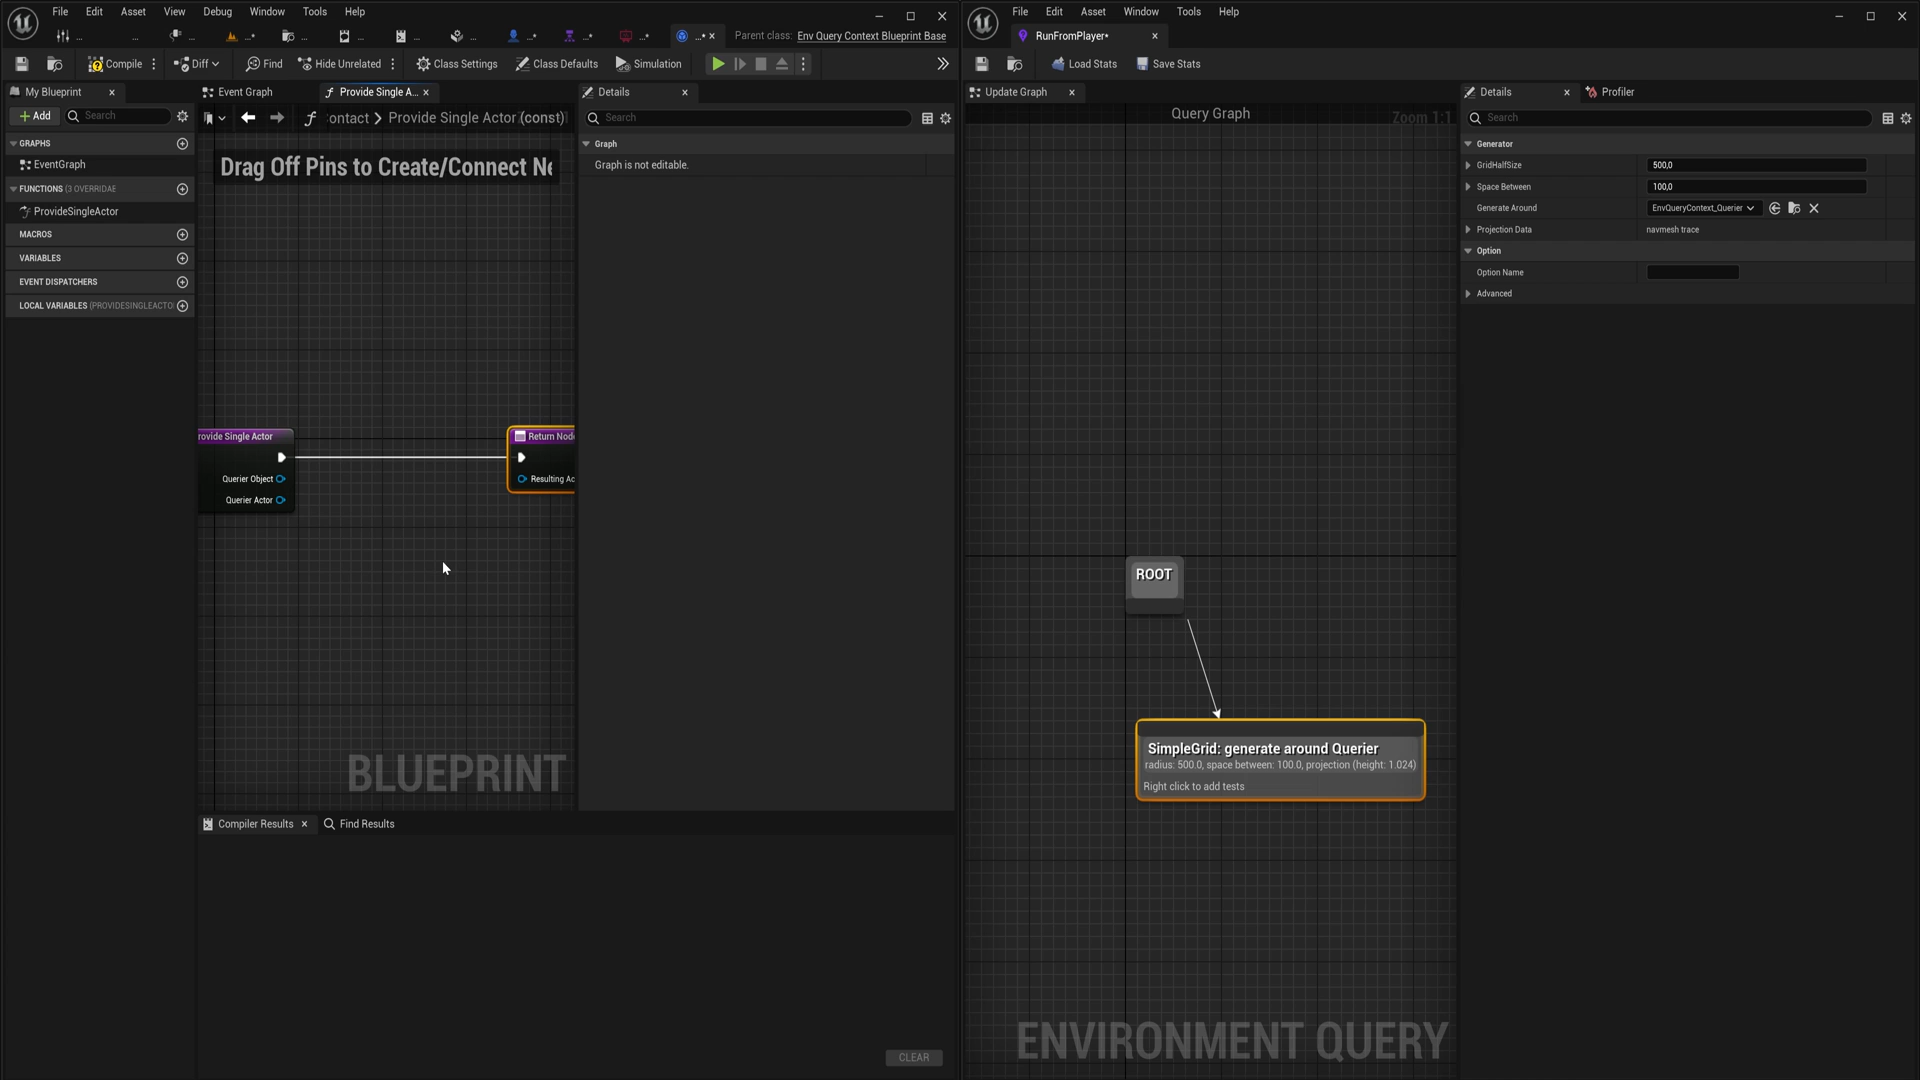 File Edit Asset View Debug Window Tools Help
Parent class: Env Query Context Blueprint Base
Compile Diff Find Hide Unrelated Class Settings Class Defaults Simulation
My Blueprint
Event Graph
Provide Single A...
Details
Add
Search
ontact > Provide Single Actor (const)
Search
GRAPHS
Graph
EventGraph
Graph is not editable.
Drag Off Pins to Create/Connect Ne
FUNCTIONS (3 OVERRIDAE
ProvideSingleActor
MACROS
VARIABLES
EVENT DISPATCHERS
LOCAL VARIABLES (PROVIDESINGLEACTO
rovide Single Actor
Querier Object
Querier Actor
Return Node
Resulting Ac
BLUEPRINT
Compiler Results
Find Results
CLEAR
File Edit Asset Window Tools Help
RunFromPlayer*
Load Stats
Save Stats
Update Graph
Query Graph
Zoom 1:1
ROOT
SimpleGrid: generate around Querier
radius: 500.0, space between: 100.0, projection (height: 1.024)
Right click to add tests
ENVIRONMENT QUERY
Details
Profiler
Search
Generator
GridHalfSize 500,0
Space Between 100,0
Generate Around EnvQueryContext_Querier
Projection Data navmesh trace
Option
Option Name
Advanced